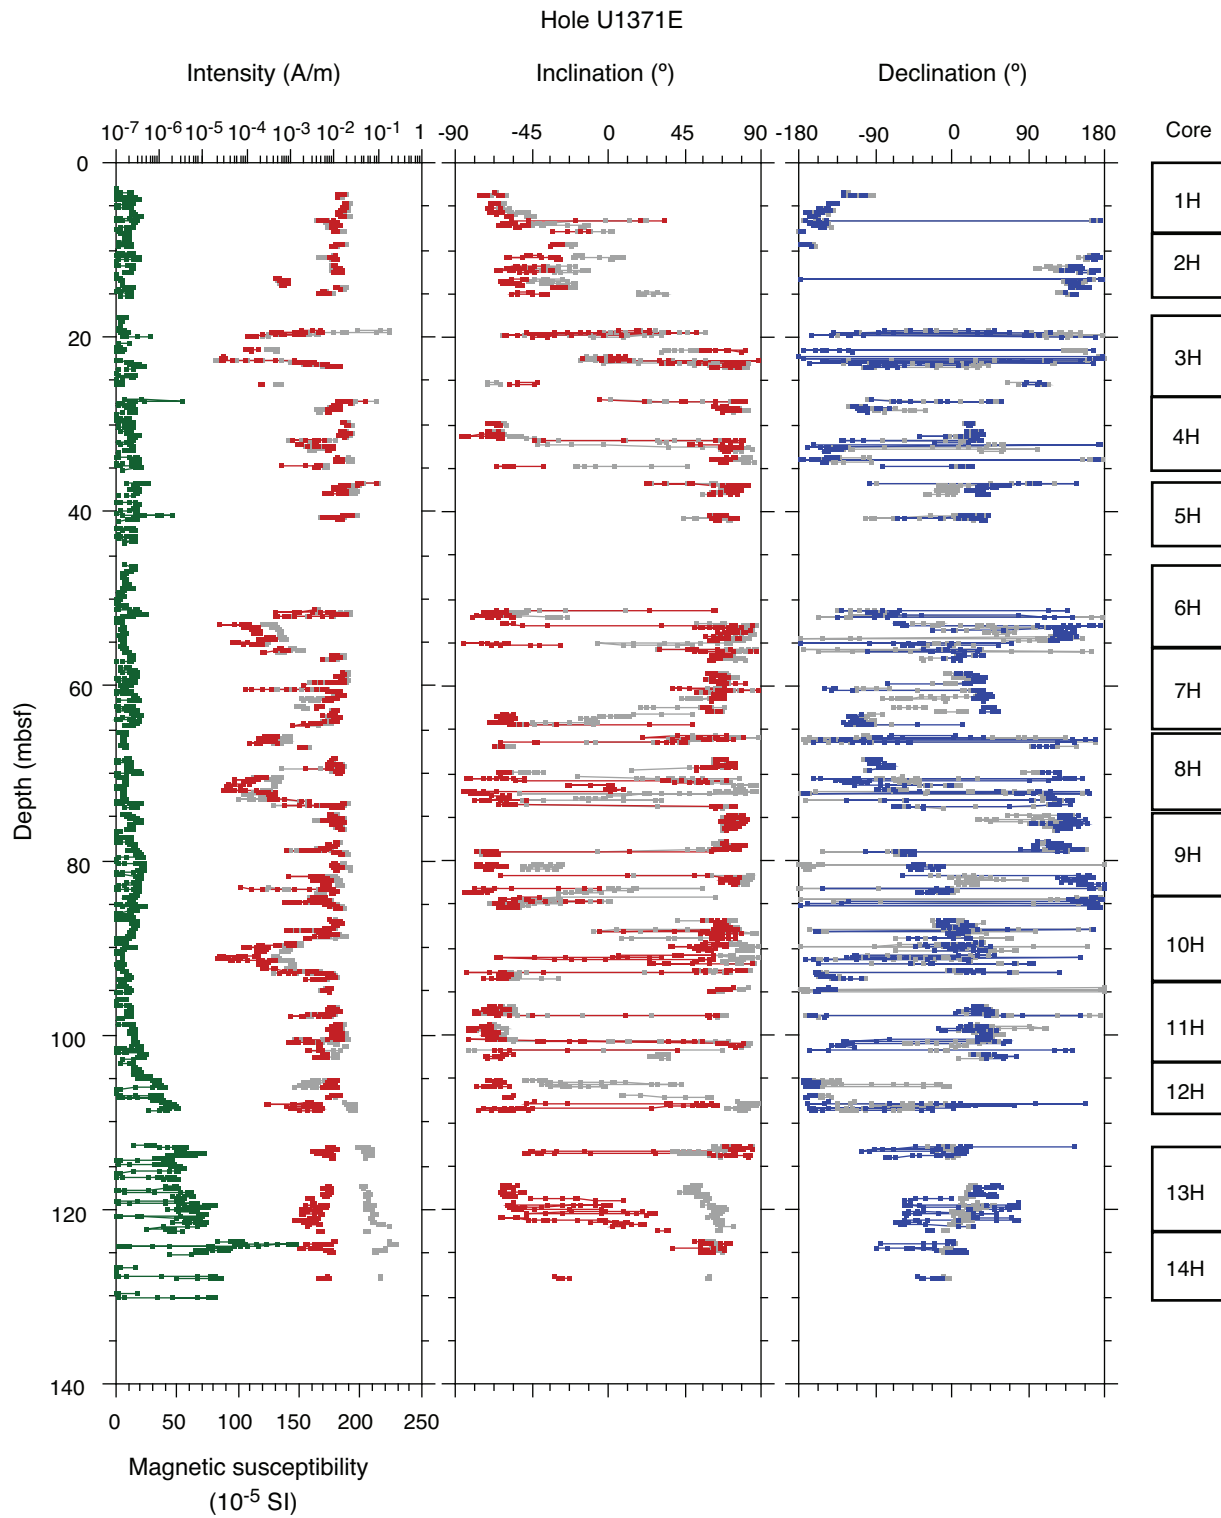 Hole U1371E
Intensity (A/m) Inclination (º) Declination (º)
10-7 10-6 10-5 10-4 10-3 10-2 10-1 1 -90 -45 0 45 90 -180 -90 0 90 180 Core
0
1H
2H
20
3H
4H
40
5H
6H
60
7H
8H
Depth (mbsf)
80
9H
10H
100
11H
12H
120
13H
14H
140
0 50 100 150 200 250
Magnetic susceptibility
(10-5 SI)